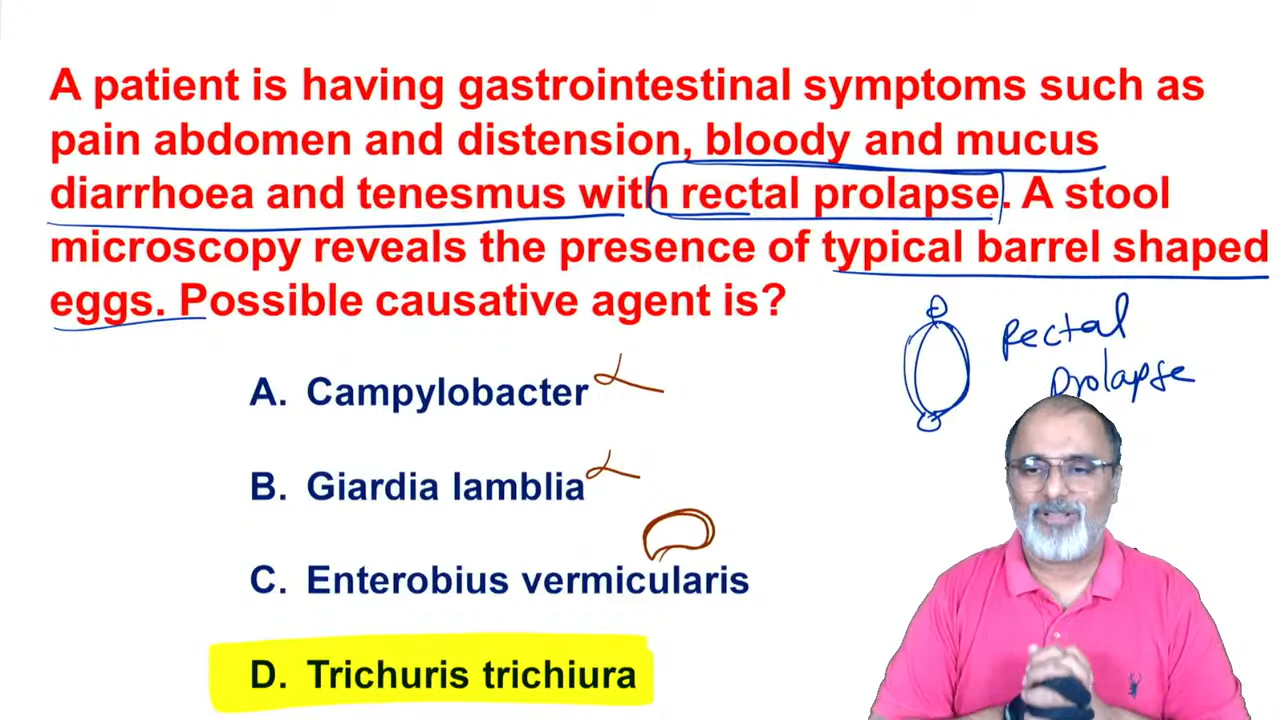 A patient is having gastrointestinal symptoms such as
pain abdomen and distension, bloody and mucus
diarrhoea and tenesmus with rectal prolapse. A stool
microscopy reveals the presence of typical barrel shaped
eggs. Possible causative agent is?
Rectal
prolapse
A. Campylobacter
B. Giardia lamblia
C. Enterobius vermicularis
D. Trichuris trichiura